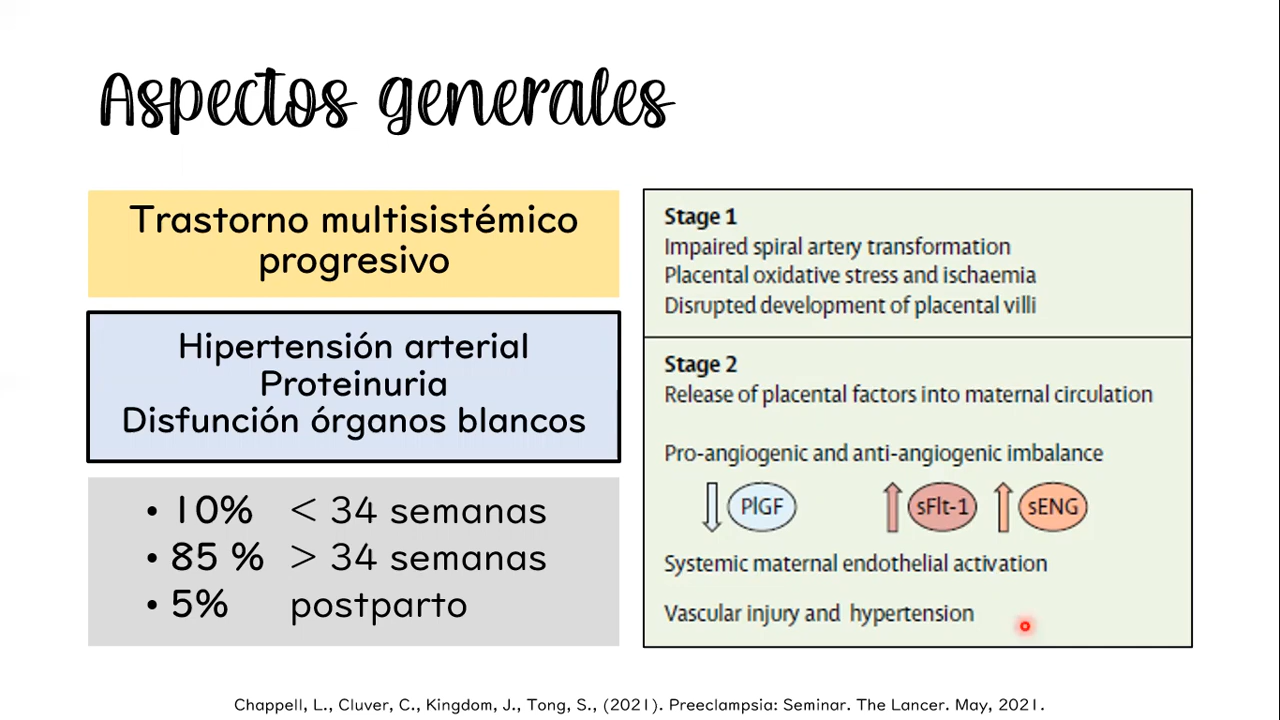 Aspectos generales
Trastorno multisistémico
progresivo
Hipertensión arterial
Proteinuria
Disfunción órganos blancos
• 10% < 34 semanas
• 85 % > 34 semanas
• 5% postparto
Stage 1
Impaired spiral artery transformation
Placental oxidative stress and ischaemia
Disrupted development of placental villi
Stage 2
Release of placental factors into maternal circulation
Pro-angiogenic and anti-angiogenic imbalance
PlGF sFlt-1 sENG
Systemic maternal endothelial activation
Vascular injury and hypertension
Chappell, L., Cluver, C., Kingdom, J., Tong, S., (2021). Preeclampsia: Seminar. The Lancer. May, 2021.